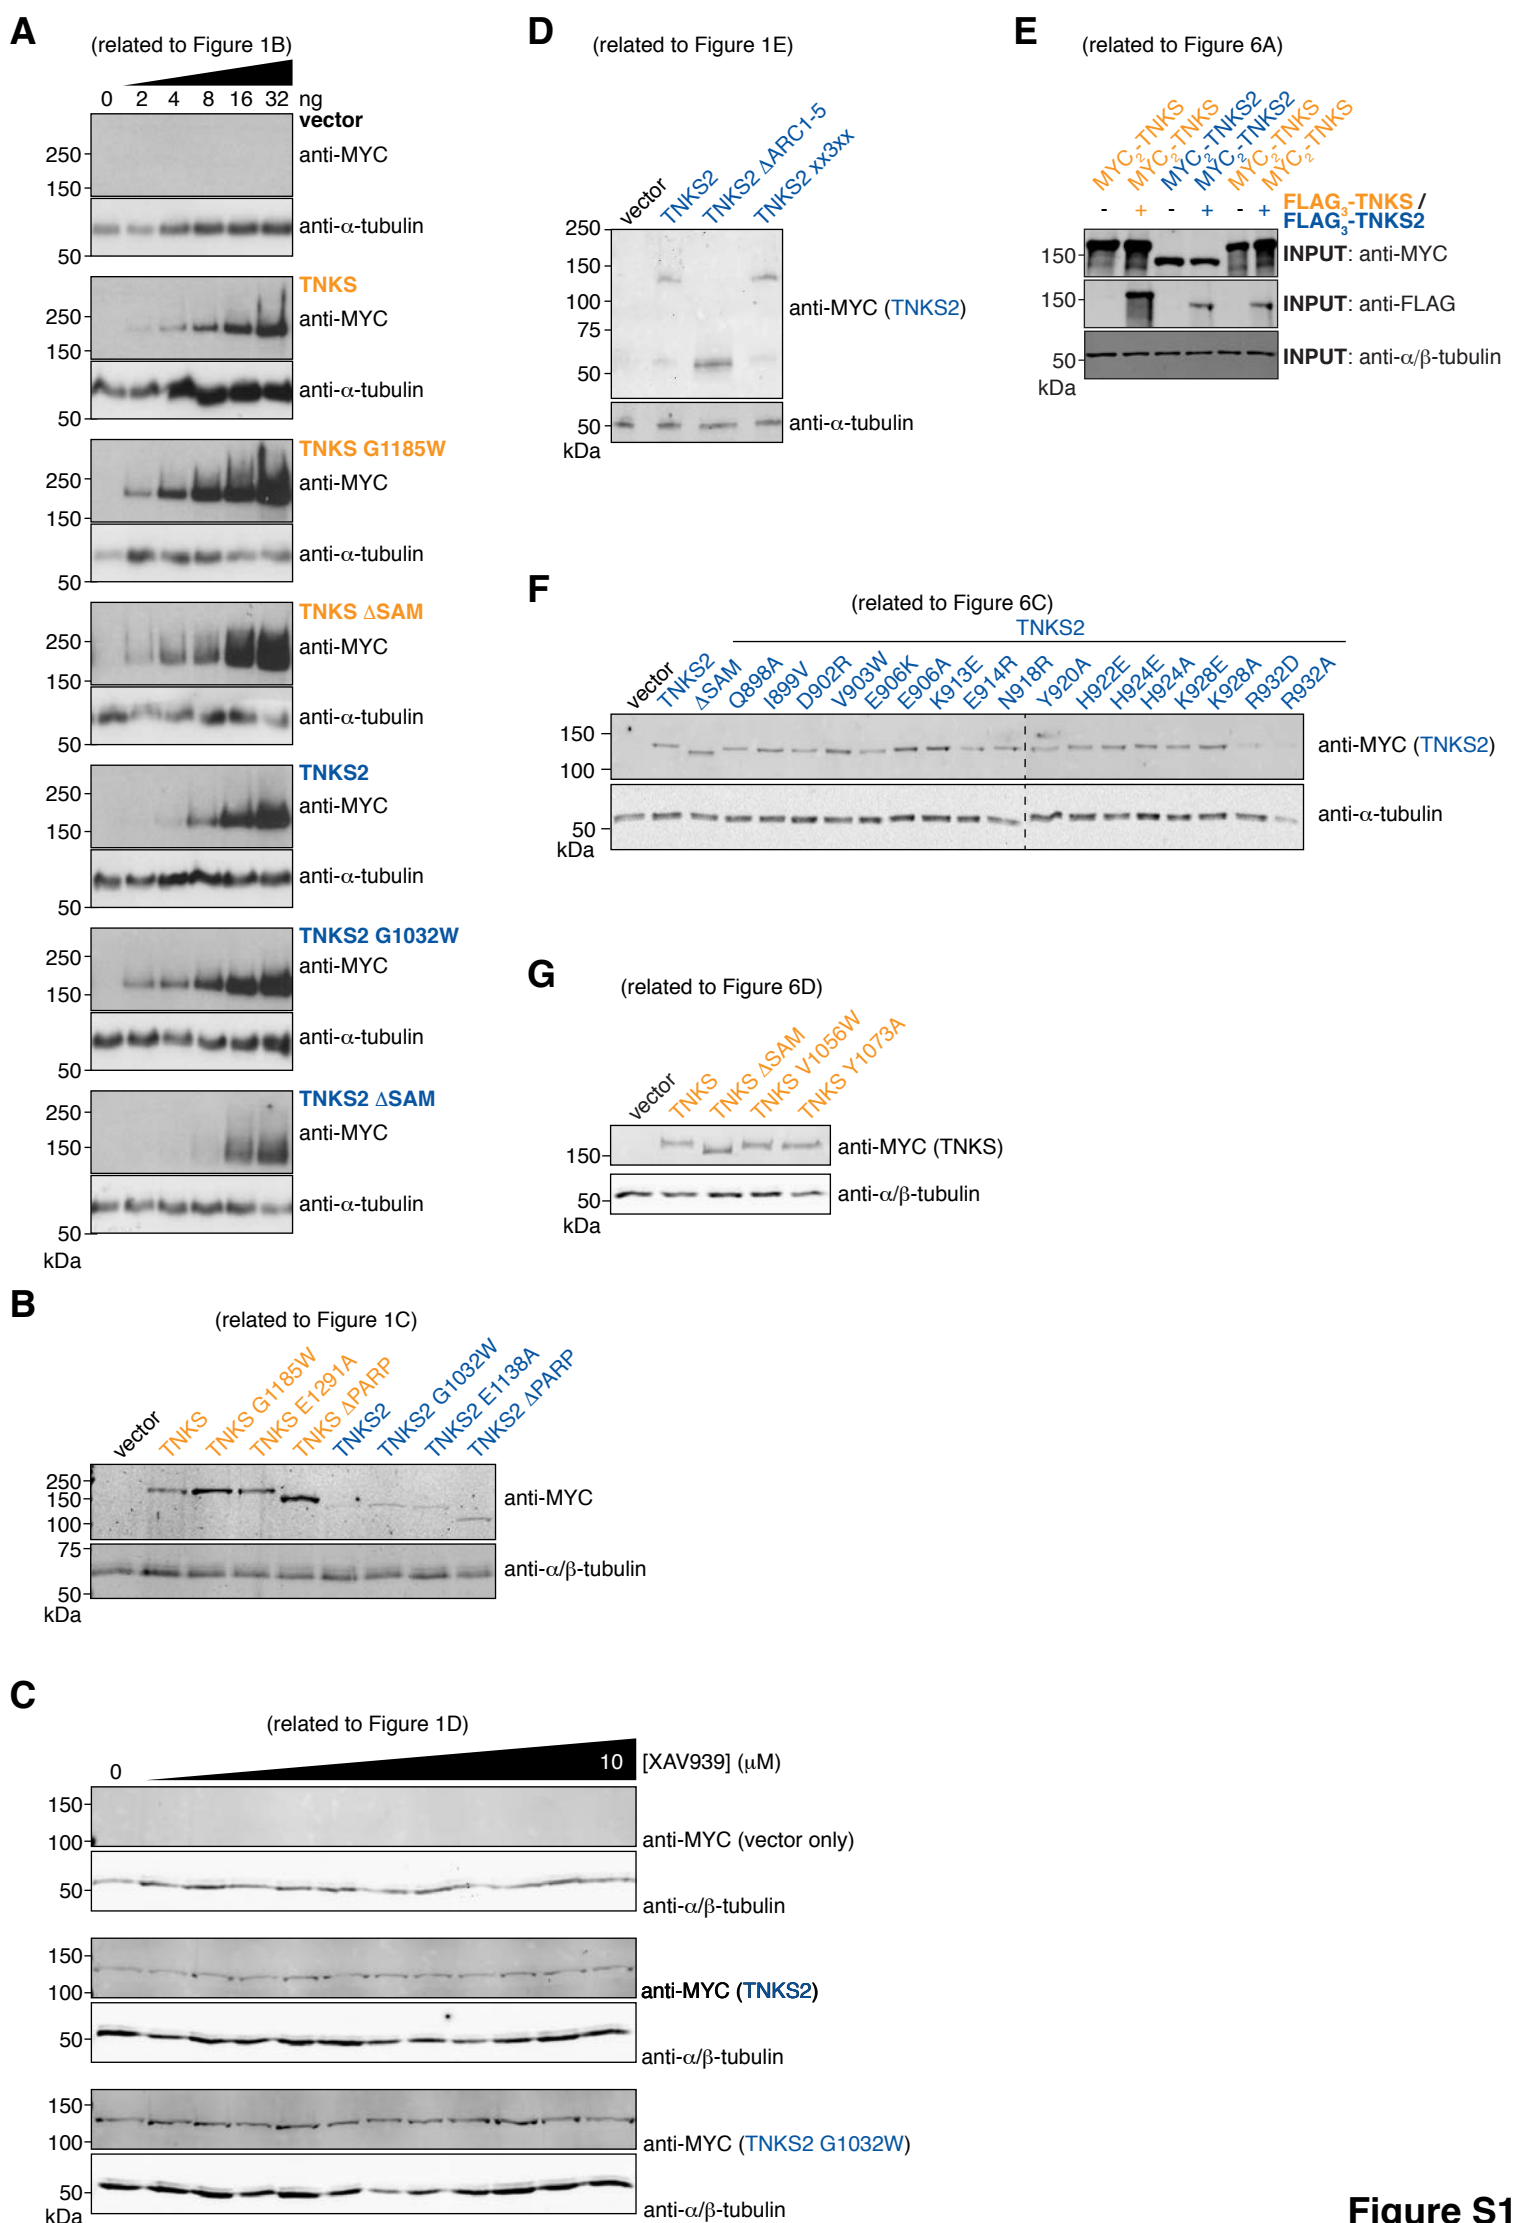 A
(related to Figure 1B)
0 2 4 8 16 32 ng
vector
250
anti-MYC
150
anti-α-tubulin
50
TNKS
250
anti-MYC
150
anti-α-tubulin
50
TNKS G1185W
250
anti-MYC
150
anti-α-tubulin
50
TNKS ΔSAM
250
anti-MYC
150
anti-α-tubulin
50
TNKS2
250
anti-MYC
150
anti-α-tubulin
50
TNKS2 G1032W
250
anti-MYC
150
anti-α-tubulin
50
TNKS2 ΔSAM
250
anti-MYC
150
anti-α-tubulin
50
kDa
B
(related to Figure 1C)
vector
TNKS
TNKS G1185W
TNKS E1291A
TNKS ΔPARP
TNKS2
TNKS2 G1032W
TNKS2 E1138A
TNKS2 ΔPARP
250
150
anti-MYC
100
75
anti-α/β-tubulin
50
kDa
C
(related to Figure 1D)
0 10 [XAV939] (μM)
150
100
anti-MYC (vector only)
50
anti-α/β-tubulin
150
100
anti-MYC (TNKS2)
50
anti-α/β-tubulin
150
100
anti-MYC (TNKS2 G1032W)
50
anti-α/β-tubulin
kDa
D
(related to Figure 1E)
vector
TNKS2
TNKS2 ΔARC1-5
TNKS2 xx3xx
250
150
100
anti-MYC (TNKS2)
75
50
50
anti-α-tubulin
kDa
E
(related to Figure 6A)
MYC2-TNKS
MYC2-TNKS
MYC2-TNKS2
MYC2-TNKS2
MYC2-TNKS
MYC2-TNKS
- + - + - + FLAG3-TNKS /
FLAG3-TNKS2
150
INPUT: anti-MYC
150
INPUT: anti-FLAG
50
INPUT: anti-α/β-tubulin
kDa
F
(related to Figure 6C)
TNKS2
vector
TNKS2
ΔSAM
Q898A
I899V
D902R
V903W
E906K
E906A
K913E
E914R
N918R
Y920A
H922E
H924E
H924A
K928E
K928A
R932D
R932A
150
anti-MYC (TNKS2)
100
50
anti-α-tubulin
kDa
G
(related to Figure 6D)
vector
TNKS
TNKS ΔSAM
TNKS V1056W
TNKS Y1073A
150
anti-MYC (TNKS)
50
anti-α/β-tubulin
kDa
Figure S1